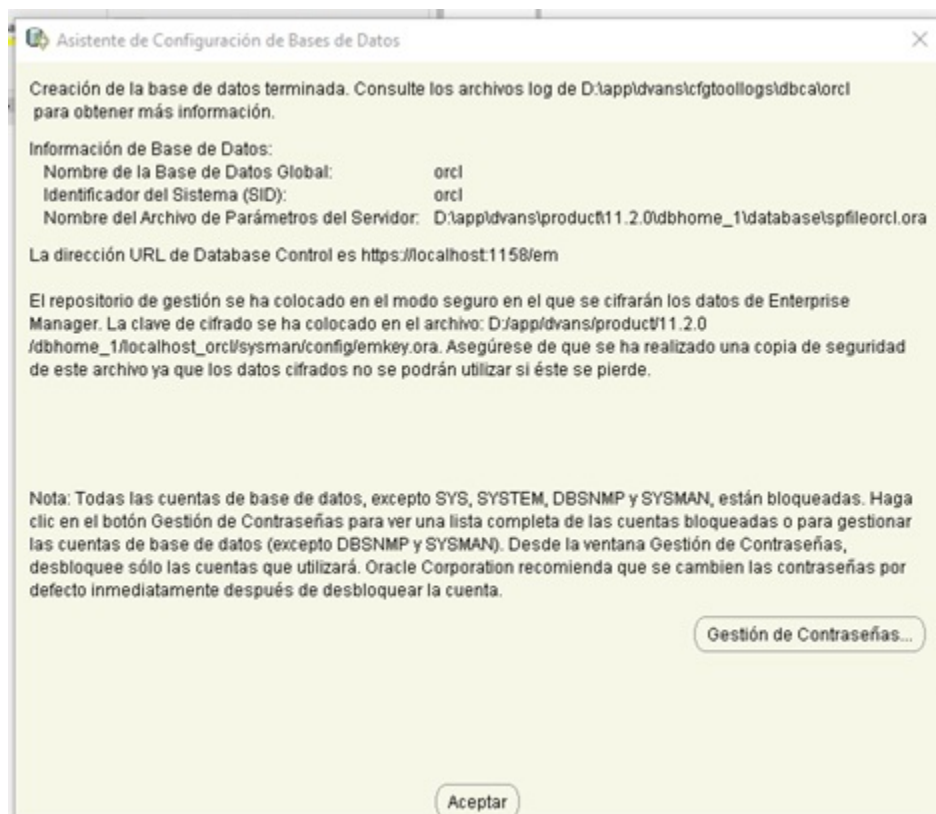 Asistente de Configuración de Bases de Datos
Creación de la base de datos terminada. Consulte los archivos log de D:\app\dvans\cfgtoollogs\dbca\orcl
para obtener más información.
Información de Base de Datos:
Nombre de la Base de Datos Global: orcl
Identificador del Sistema (SID): orcl
Nombre del Archivo de Parámetros del Servidor: D:\app\dvans\product\11.2.0\dbhome_1\database\spfileorcl.ora
La dirección URL de Database Control es https://localhost:1158/em
El repositorio de gestión se ha colocado en el modo seguro en el que se cifrarán los datos de Enterprise
Manager. La clave de cifrado se ha colocado en el archivo: D:/app/dvans/product/11.2.0
/dbhome_1/localhost_orcl/sysman/config/emkey.ora. Asegúrese de que se ha realizado una copia de seguridad
de este archivo ya que los datos cifrados no se podrán utilizar si éste se pierde.
Nota: Todas las cuentas de base de datos, excepto SYS, SYSTEM, DBSNMP y SYSMAN, están bloqueadas. Haga
clic en el botón Gestión de Contraseñas para ver una lista completa de las cuentas bloqueadas o para gestionar
las cuentas de base de datos (excepto DBSNMP y SYSMAN). Desde la ventana Gestión de Contraseñas,
desbloquee sólo las cuentas que utilizará. Oracle Corporation recomienda que se cambien las contraseñas por
defecto inmediatamente después de desbloquear la cuenta.
Gestión de Contraseñas...
Aceptar